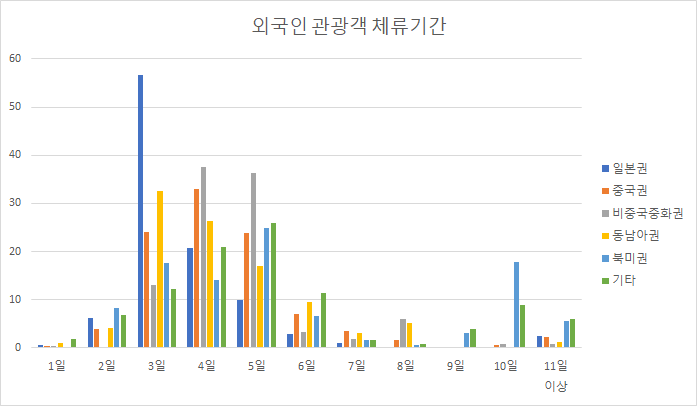 외국인 관광객 체류기간
60
50
40
30
20
10
0
1일 2일 3일 4일 5일 6일 7일 8일 9일 10일 11일
이상
일본권
중국권
비중국중화권
동남아권
북미권
기타